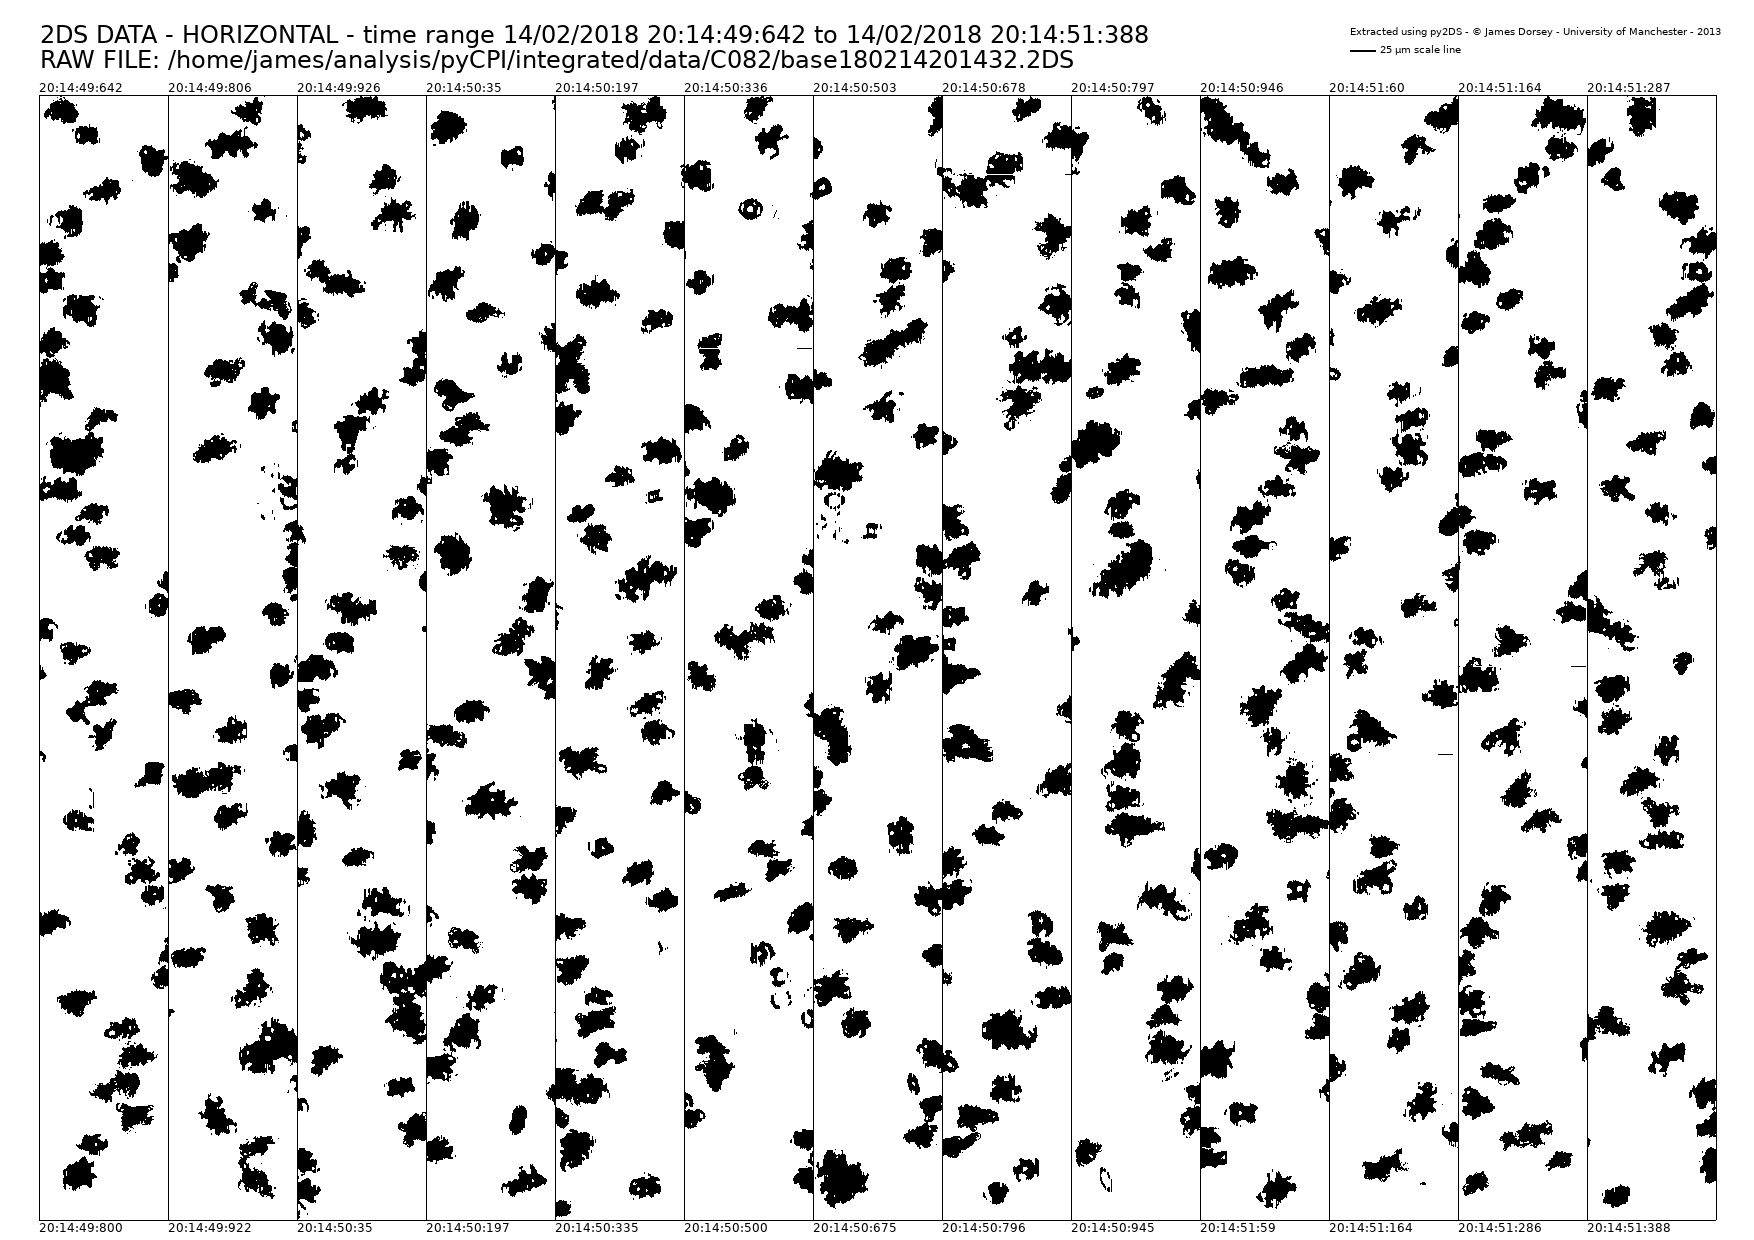 2DS DATA - HORIZONTAL - time range 14/02/2018 20:14:49:642 to 14/02/2018 20:14:51:388
RAW FILE: /home/james/analysis/pyCPI/integrated/data/C082/base180214201432.2DS
Extracted using py2DS - © James Dorsey - University of Manchester - 2013
25 µm scale line
20:14:49:642 20:14:49:806 20:14:49:926 20:14:50:35 20:14:50:197 20:14:50:336 20:14:50:503 20:14:50:678 20:14:50:797 20:14:50:946 20:14:51:60 20:14:51:164 20:14:51:287
20:14:49:800 20:14:49:922 20:14:50:35 20:14:50:197 20:14:50:335 20:14:50:500 20:14:50:675 20:14:50:796 20:14:50:945 20:14:51:59 20:14:51:164 20:14:51:286 20:14:51:388